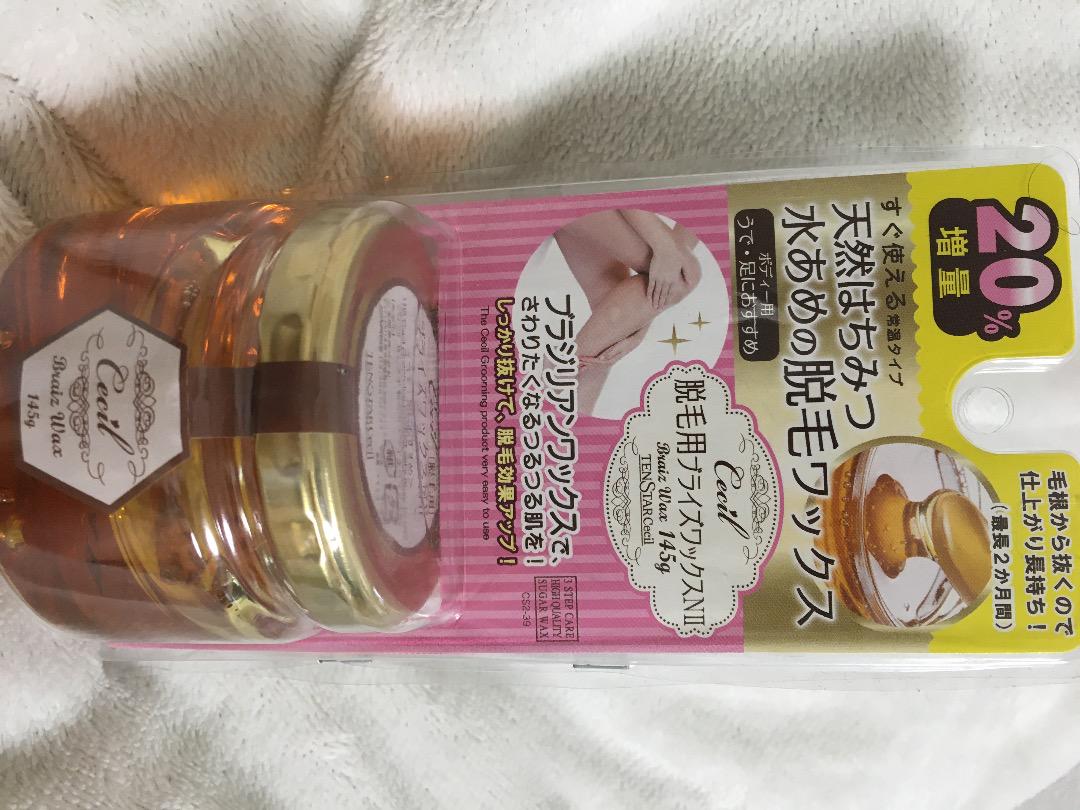 20%
増量
毛根から抜くので
仕上がり長持ち!
(最長2か月間)
すぐ使える常温タイプ
天然はちみつ
水あめの脱毛ワックス
ボディー用
うで・足におすすめ
Cecil
脱毛用ブライズワックスNⅡ
Braiz Wax 145g
TENSTAR Cecil
ブラジリアンワックスで、
さわりたくなるつるつる肌を!
しっかり抜けて、脱毛効果アップ!
The Cecil Grooming product very easy to use
3 STEP CARE
HIGH QUALITY
SUGAR WAX
CS2-39
TENSTAR Cecil
Cecil
Braiz Wax
145g